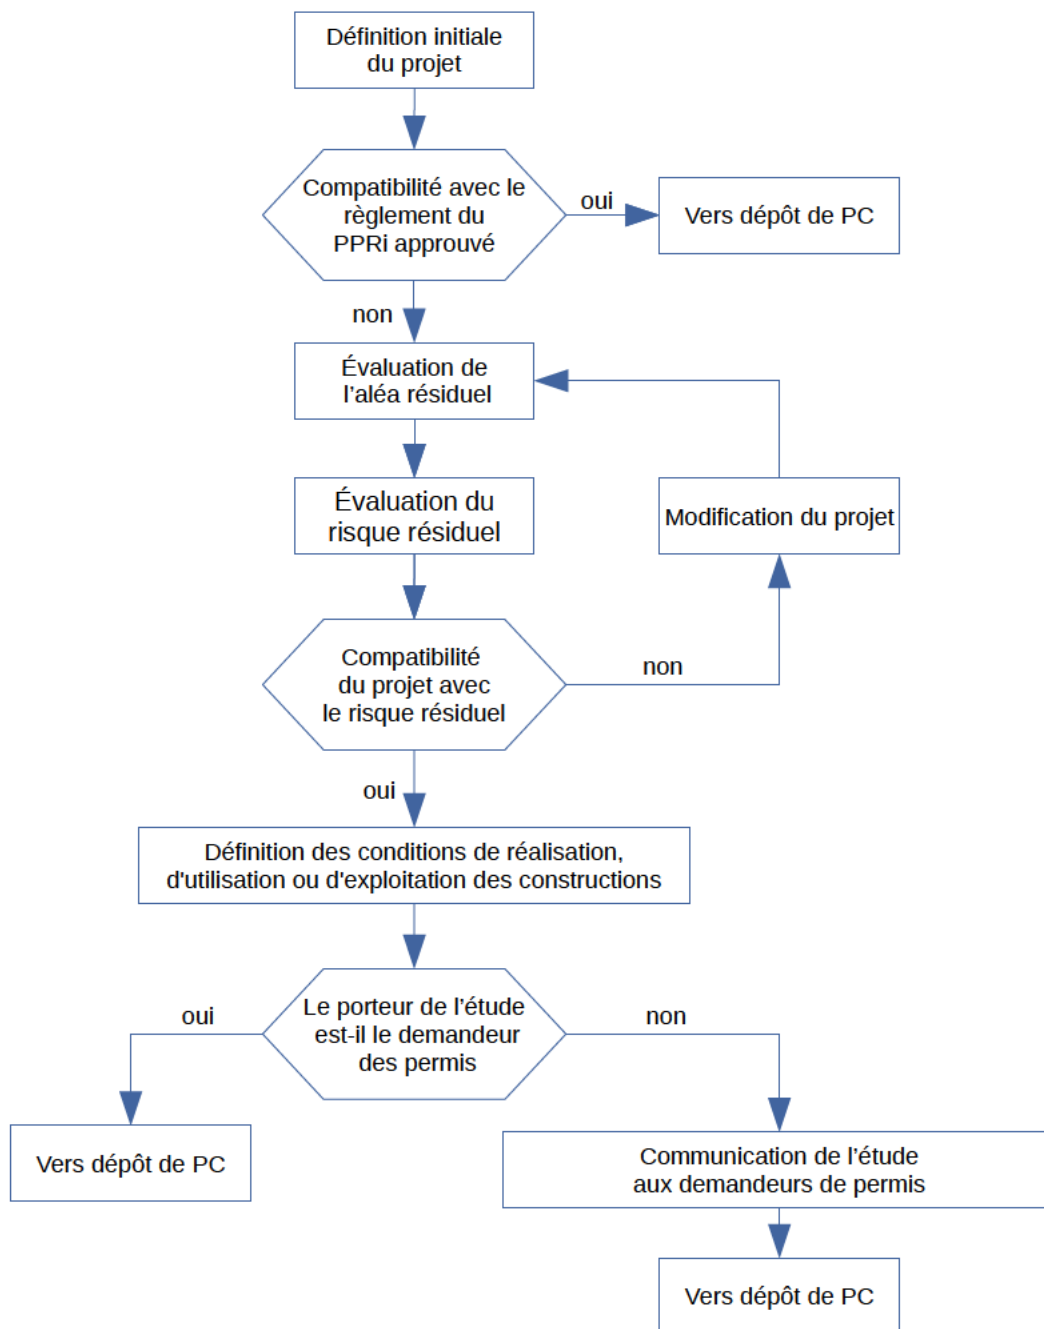 Définition initiale
du projet
Compatibilité avec le
règlement du
PPRi approuvé
oui
Vers dépôt de PC
non
Évaluation de
l’aléa résiduel
Évaluation du
risque résiduel
Modification du projet
Compatibilité
du projet avec
le risque résiduel
non
oui
Définition des conditions de réalisation,
d'utilisation ou d'exploitation des constructions
Le porteur de l’étude
est-il le demandeur
des permis
oui
non
Vers dépôt de PC
Communication de l’étude
aux demandeurs de permis
Vers dépôt de PC